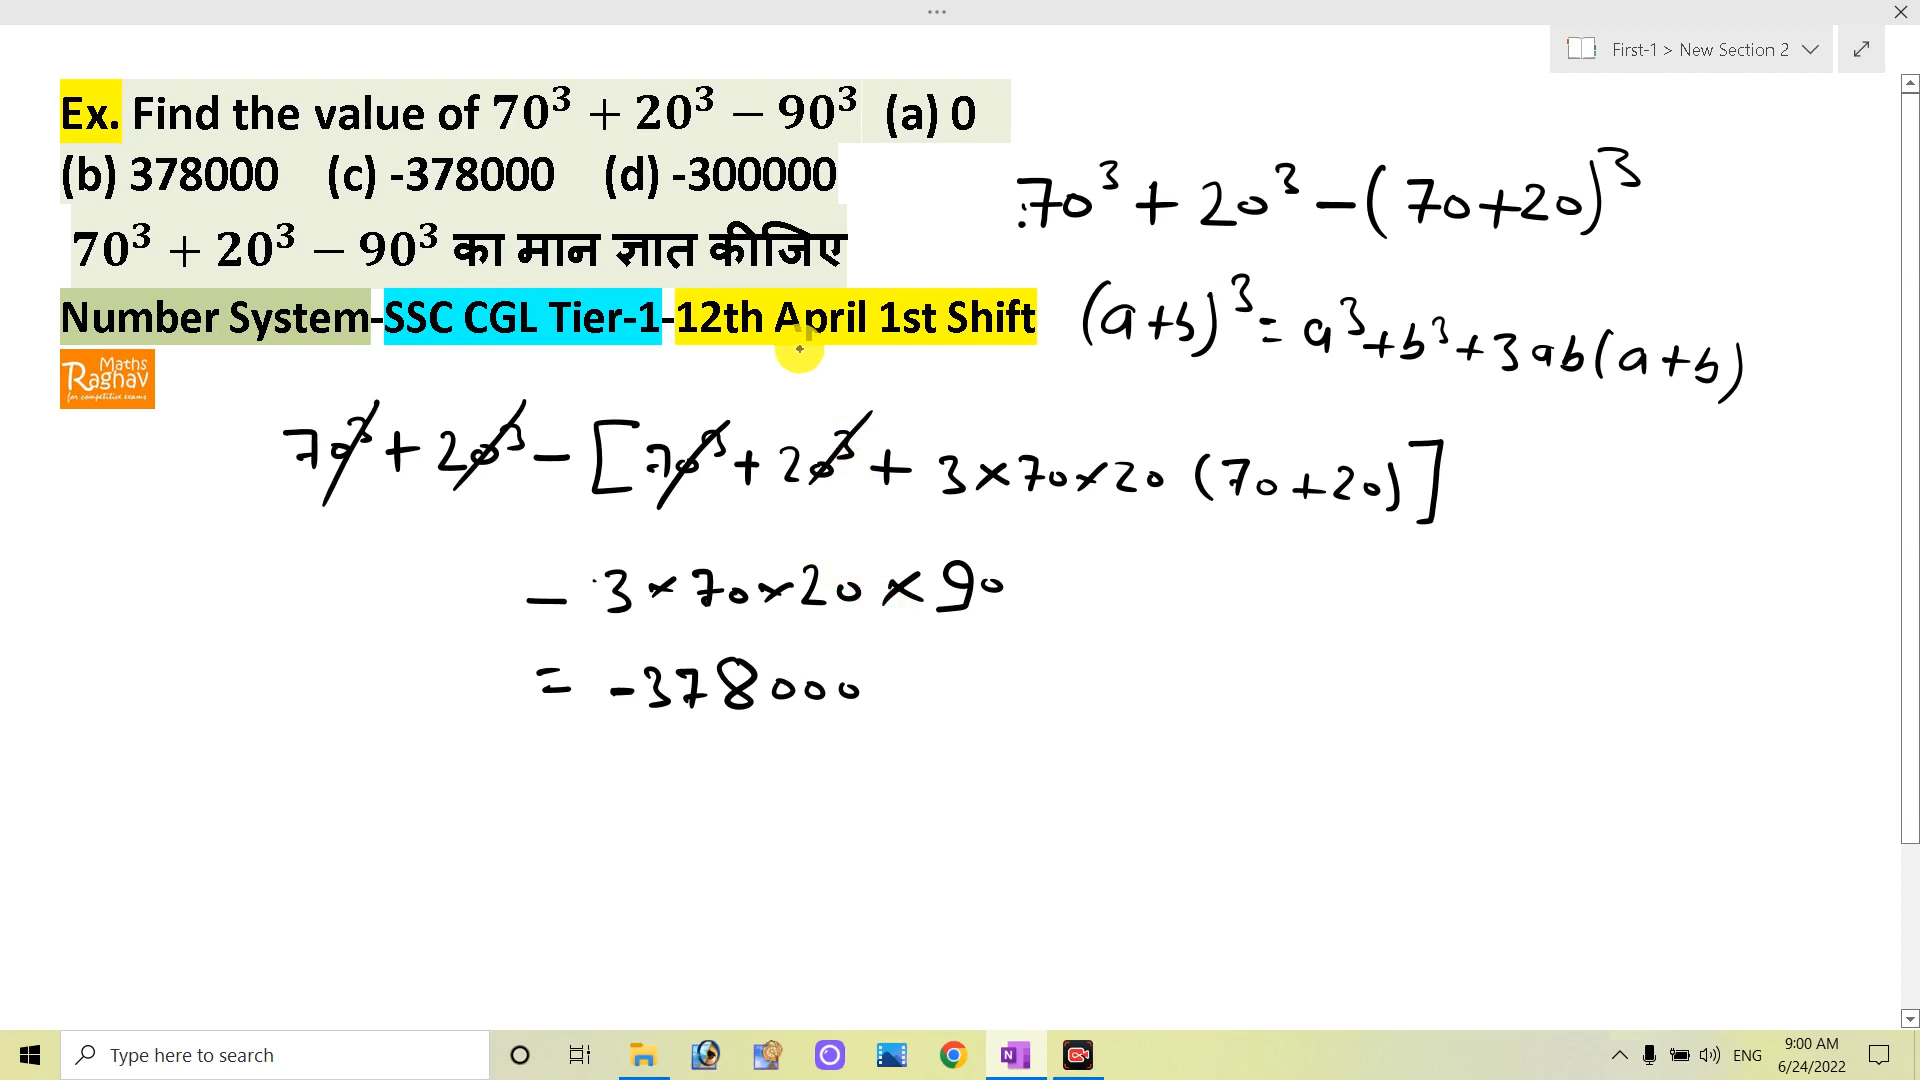 First-1 > New Section 2
Ex. Find the value of 70³ + 20³ − 90³ (a) 0
(b) 378000 (c) -378000 (d) -300000
70³ + 20³ − 90³ का मान ज्ञात कीजिए
Number System-SSC CGL Tier-1-12th April 1st Shift
Maths
Raghav
for competitive exams
70³ + 20³ − (70+20)³
(a+b)³ = a³+b³+3ab(a+b)
70³ + 20³ − [70³ + 20³ + 3×70×20 (70+20)]
− 3×70×20×90
= -378000
Type here to search
ENG
9:00 AM
6/24/2022